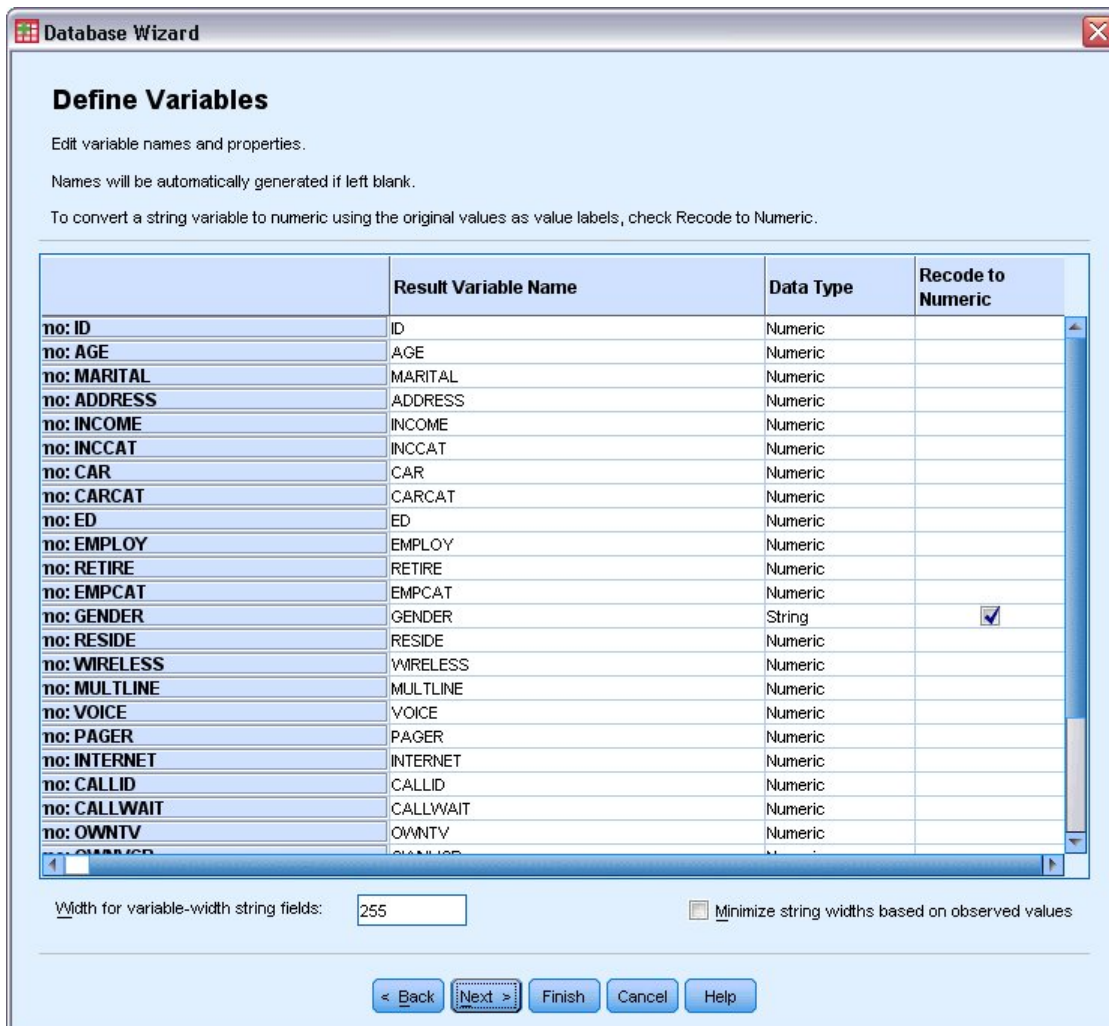 Database Wizard
Define Variables
Edit variable names and properties.
Names will be automatically generated if left blank.
To convert a string variable to numeric using the original values as value labels, check Recode to Numeric.
Result Variable Name Data Type Recode to Numeric
no: ID ID Numeric
no: AGE AGE Numeric
no: MARITAL MARITAL Numeric
no: ADDRESS ADDRESS Numeric
no: INCOME INCOME Numeric
no: INCCAT INCCAT Numeric
no: CAR CAR Numeric
no: CARCAT CARCAT Numeric
no: ED ED Numeric
no: EMPLOY EMPLOY Numeric
no: RETIRE RETIRE Numeric
no: EMPCAT EMPCAT Numeric
no: GENDER GENDER String
no: RESIDE RESIDE Numeric
no: WIRELESS WIRELESS Numeric
no: MULTLINE MULTLINE Numeric
no: VOICE VOICE Numeric
no: PAGER PAGER Numeric
no: INTERNET INTERNET Numeric
no: CALLID CALLID Numeric
no: CALLWAIT CALLWAIT Numeric
no: OWNTV OWNTV Numeric
Width for variable-width string fields: 255 Minimize string widths based on observed values
< Back Next > Finish Cancel Help